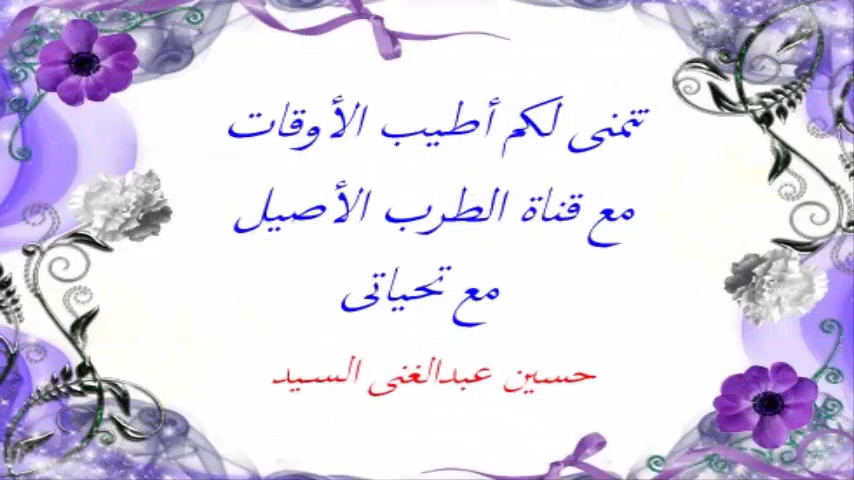 تتمنى لكم أطيب الأوقات
مع قناة الطرب الأصيل
مع تحياتى
حسين عبدالغنى السيد